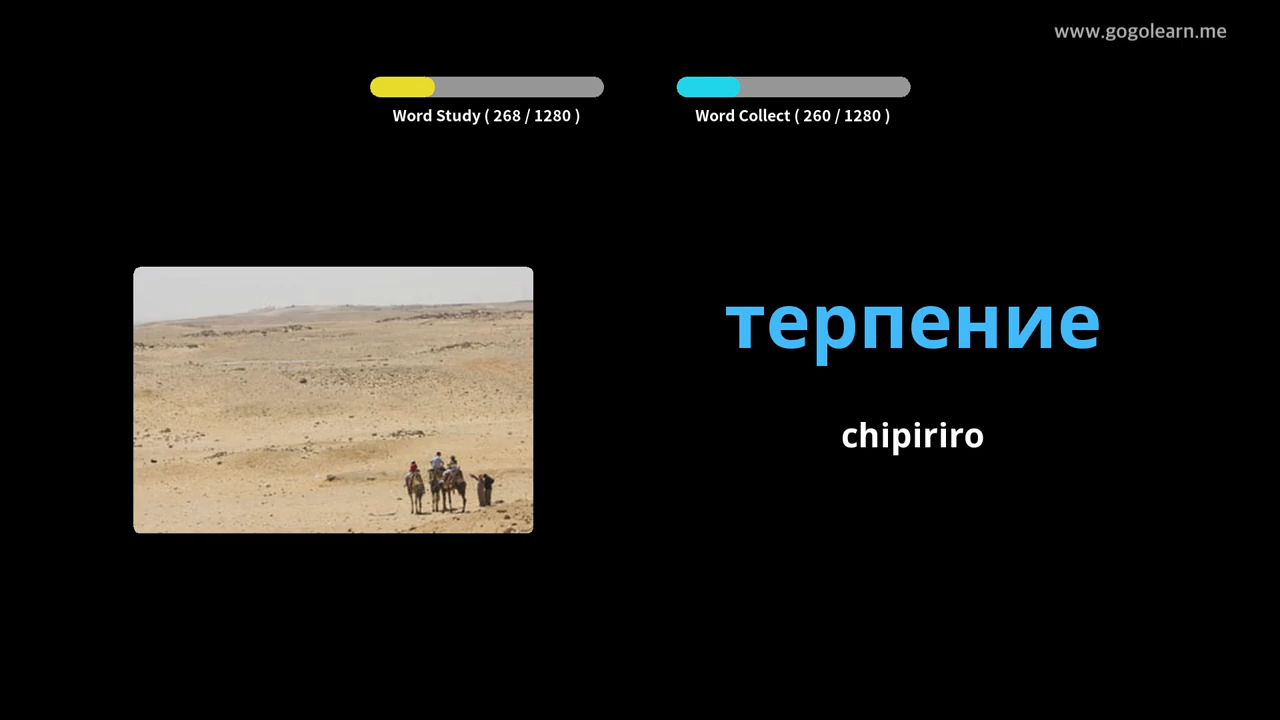 www.gogolearn.me
Word Study ( 268 / 1280 )
Word Collect ( 260 / 1280 )
терпение
chipiriro